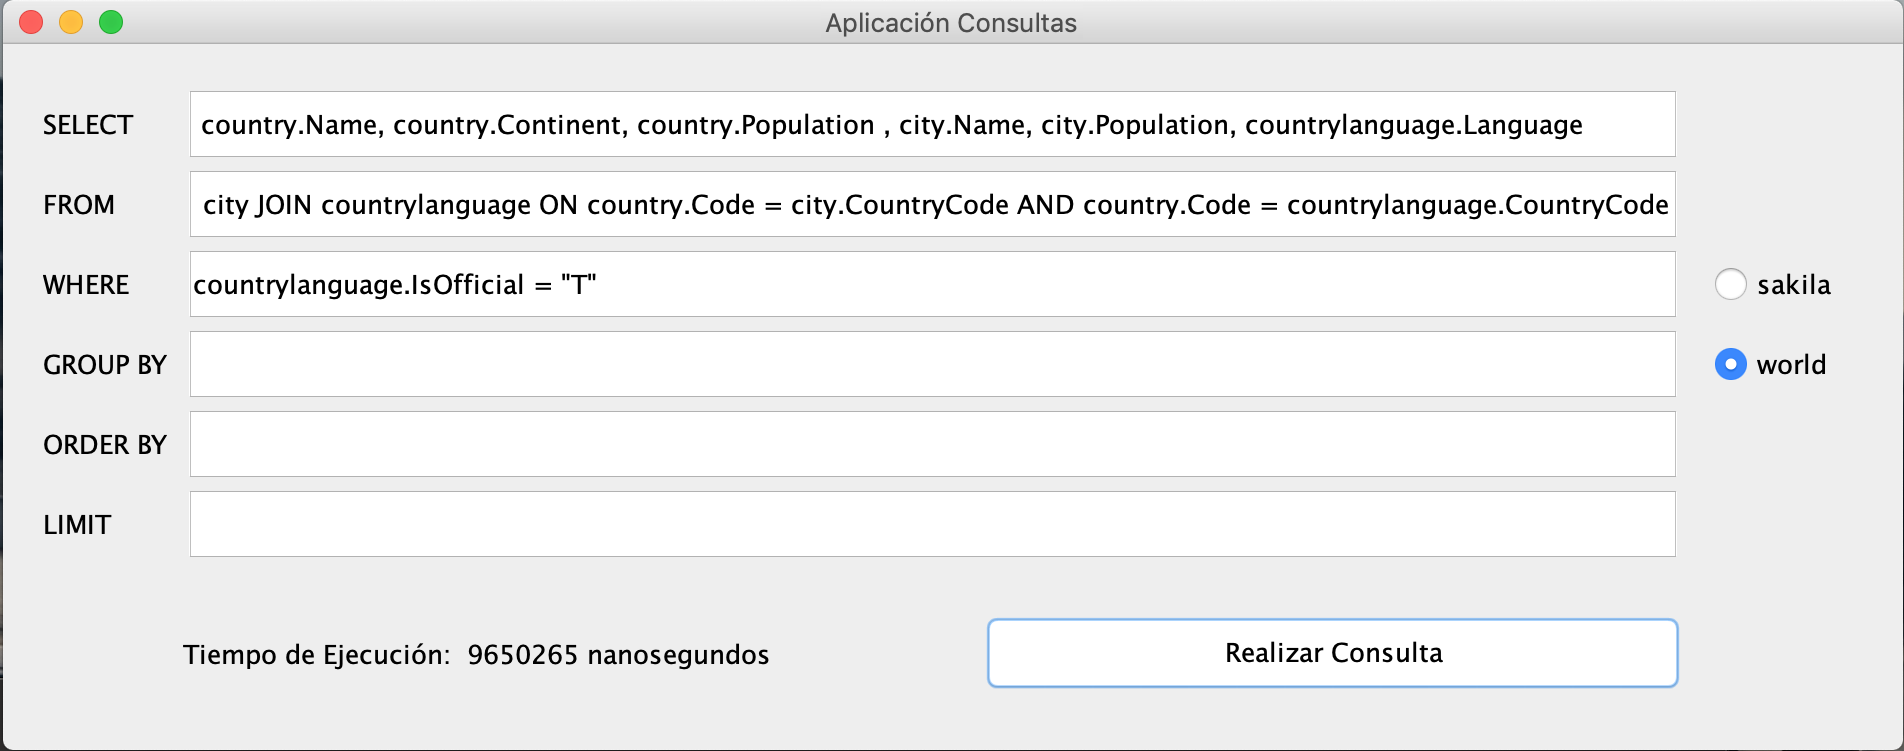 Aplicación Consultas
SELECT country.Name, country.Continent, country.Population , city.Name, city.Population, countrylanguage.Language
FROM city JOIN countrylanguage ON country.Code = city.CountryCode AND country.Code = countrylanguage.CountryCode
WHERE countrylanguage.IsOfficial = "T"
sakila
GROUP BY
world
ORDER BY
LIMIT
Tiempo de Ejecución: 9650265 nanosegundos
Realizar Consulta